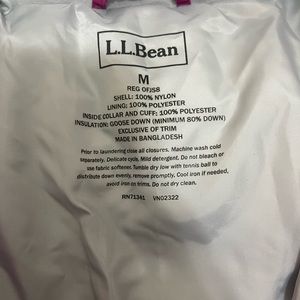 L.L.Bean
M
REG OFJS8
SHELL: 100% NYLON
LINING: 100% POLYESTER
INSIDE COLLAR AND CUFF: 100% POLYESTER
INSULATION: GOOSE DOWN (MINIMUM 80% DOWN)
EXCLUSIVE OF TRIM
MADE IN BANGLADESH
Prior to laundering close all closures. Machine wash cold
separately. Delicate cycle. Mild detergent. Do not bleach or
use fabric softener. Tumble dry low with tennis ball to
distribute down evenly, remove promptly. Cool iron if needed,
avoid iron on trims. Do not dry clean.
RN71341 VN02322